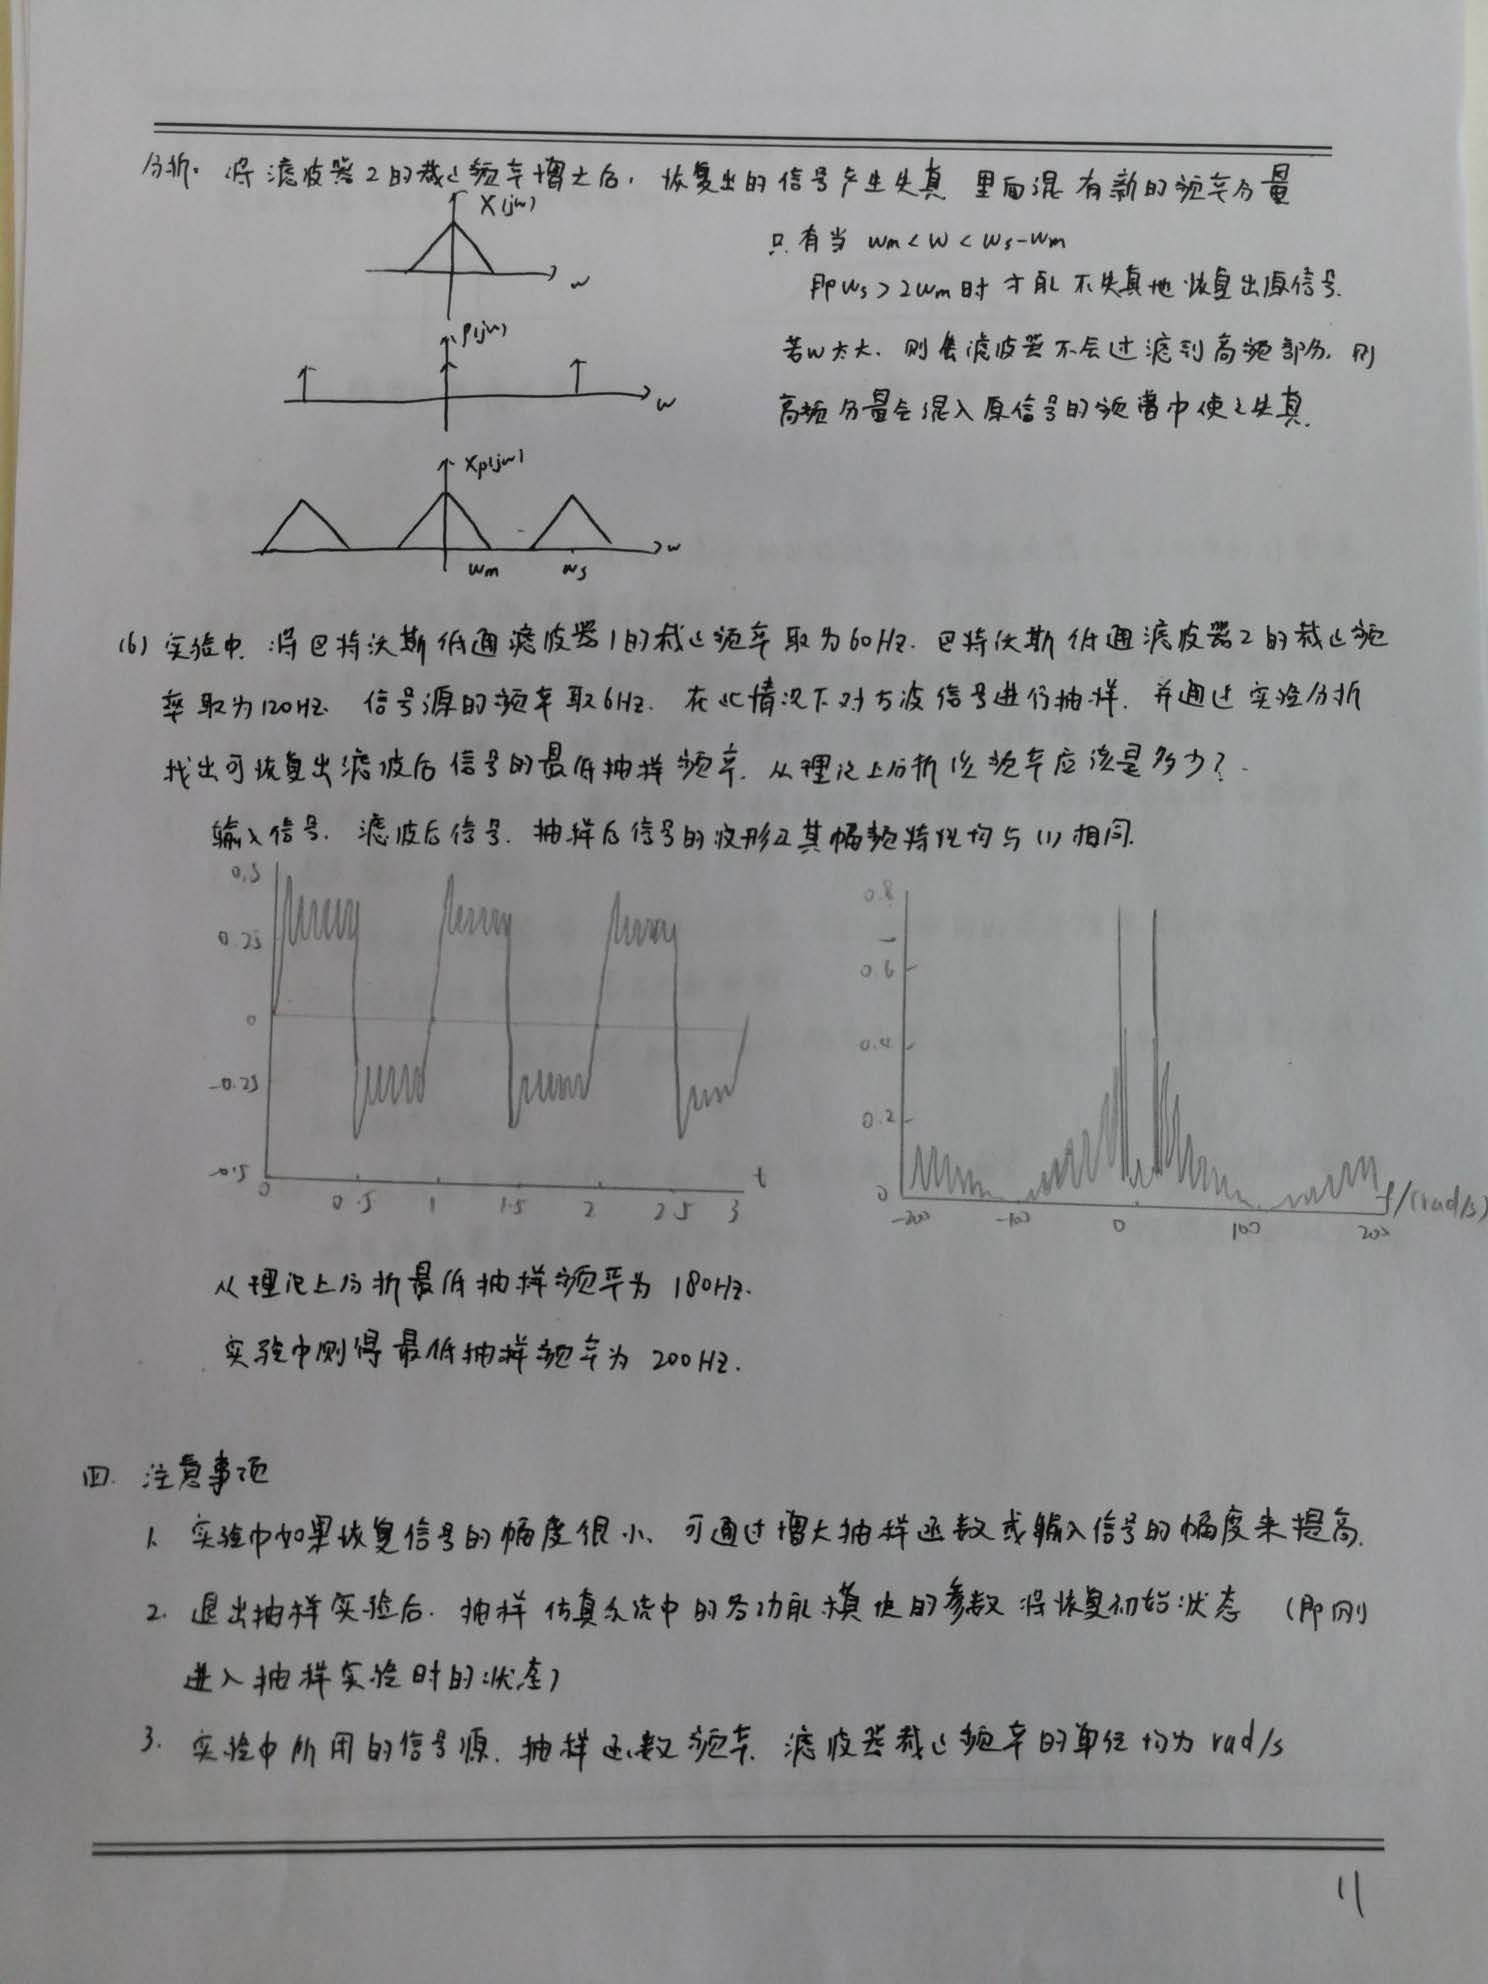 分析. 将滤波器2的截止频率增大后, 恢复出的信号产生失真 里面混有新的频率分量
X(jw)
w
只有当 wm < w < ws-wm
即ws > 2wm时才能不失真地恢复出原信号.
P(jw)
w
若w太大. 则 滤波器不会过滤到高频部分, 则
高频分量会混入原信号的频谱中使之失真.
Xp(jw)
w
wm ws
(6) 实验中, 将巴特沃斯低通滤波器1的截止频率取为60Hz. 巴特沃斯低通滤波器2的截止频
率取为120Hz. 信号源的频率取6Hz. 在此情况下对方波信号进行抽样. 并通过实验分析
找出可恢复出滤波后信号的最低抽样频率. 从理论上分析该频率应该是多少?
输入信号. 滤波后信号. 抽样后信号的波形及其幅频特性均与(1)相同.
0.5
0.25
0
-0.25
-0.5
0 0.5 1 1.5 2 2.5 3 t
0.8
0.6
0.4
0.2
0
-200 -100 0 100 200 f/(rad/s)
从理论上分析最低抽样频率为 180Hz.
实验中测得最低抽样频率为 200Hz.
四. 注意事项
1. 实验中如果恢复信号的幅度很小、可通过增大抽样函数或输入信号的幅度来提高.
2. 退出抽样实验后. 抽样仿真系统中的各功能模块的参数将恢复初始状态 (即刚
进入抽样实验时的状态)
3. 实验中所用的信号源. 抽样函数频率. 滤波器截止频率的单位均为 rad/s
11